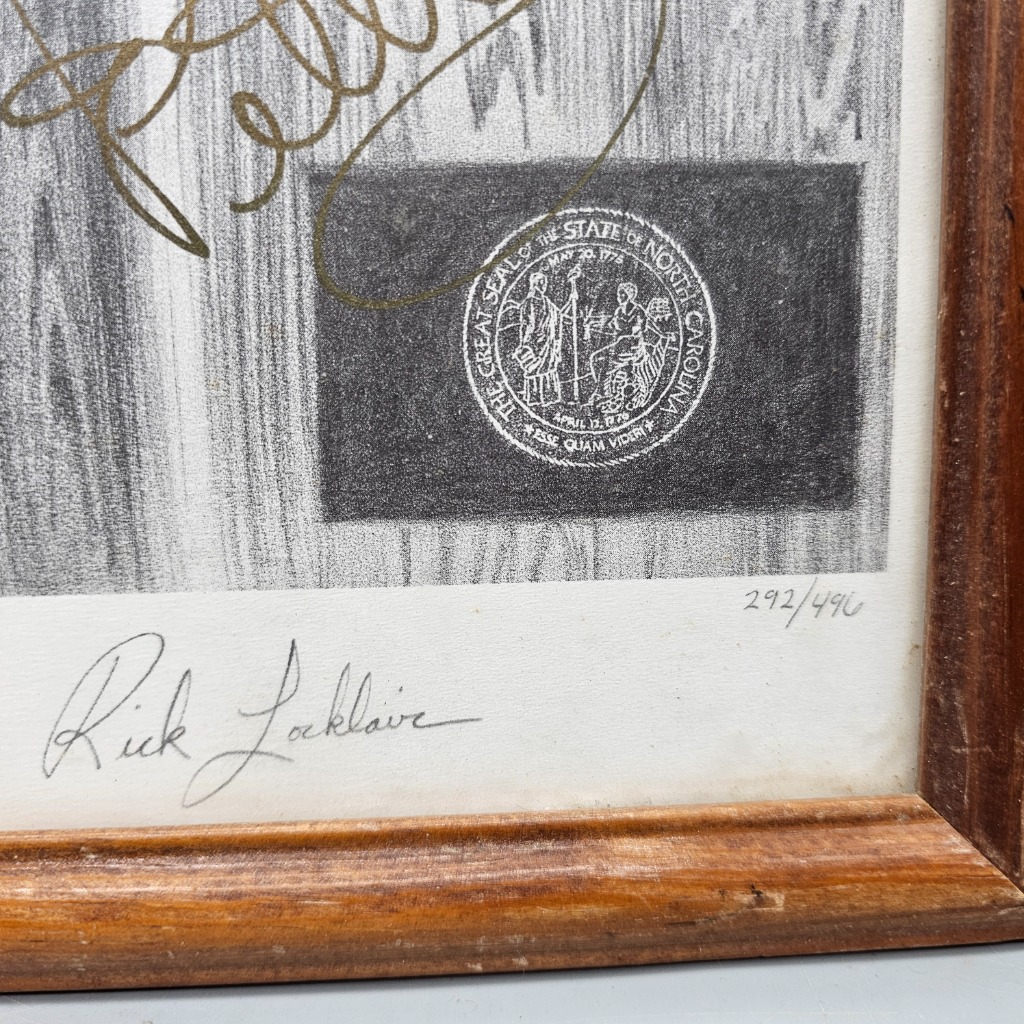 THE GREAT SEAL OF THE STATE OF NORTH CAROLINA
MAY 20, 1775
APRIL 12, 1776
★ESSE QUAM VIDERI★
292/496
Rick Locklair